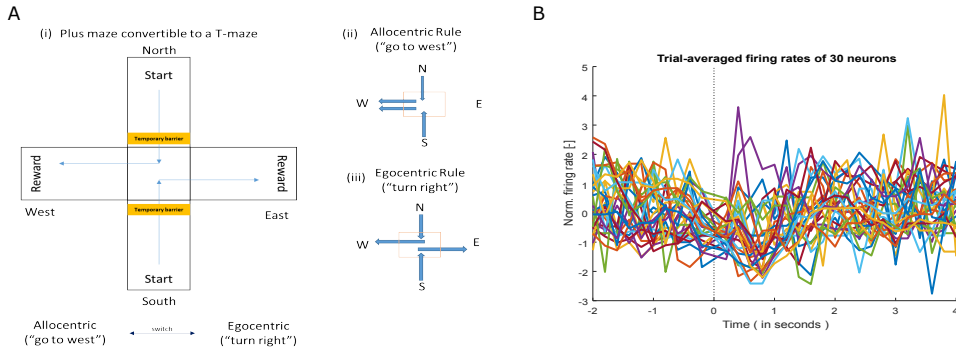 A
(i) Plus maze convertible to a T-maze
North
Start
Temporary barrier
Reward
Reward
West
East
Temporary barrier
Start
South
Allocentric
("go to west")
switch
Egocentric
("turn right")
(ii)
Allocentric Rule
("go to west")
N
W
E
S
(iii)
Egocentric Rule
("turn right")
N
W
E
S
B
Trial-averaged firing rates of 30 neurons
Norm. firing rate [-]
5
4
3
2
1
0
-1
-2
-3
-2
-1
0
1
2
3
4
Time ( in seconds )